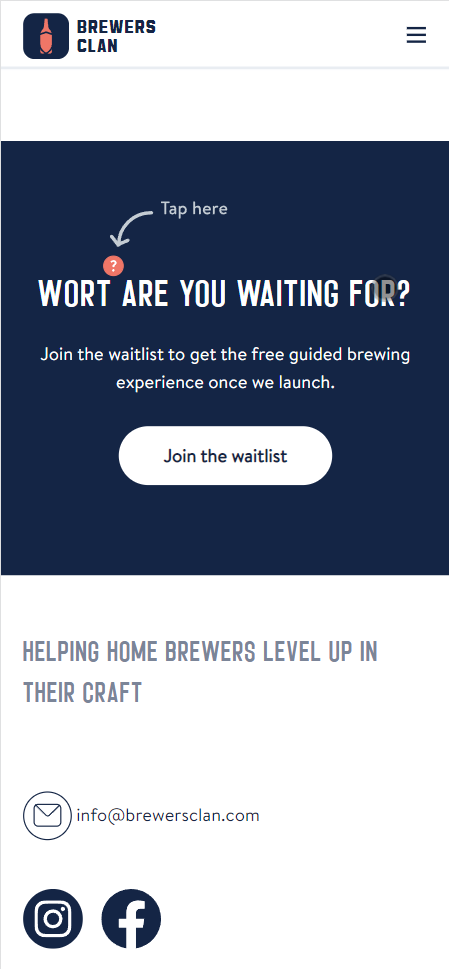 BREWERS
CLAN
Tap here
?
WORT ARE YOU WAITING FOR?
Join the waitlist to get the free guided brewing
experience once we launch.
Join the waitlist
HELPING HOME BREWERS LEVEL UP IN
THEIR CRAFT
info@brewersclan.com